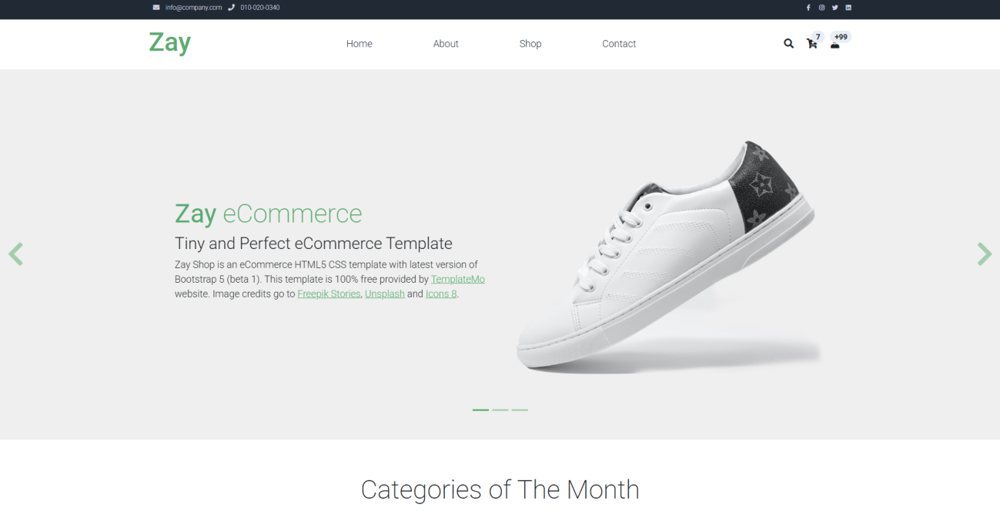 info@company.com 010-020-0340
Zay
Home About Shop Contact
7 +99
Zay eCommerce
Tiny and Perfect eCommerce Template
Zay Shop is an eCommerce HTML5 CSS template with latest version of
Bootstrap 5 (beta 1). This template is 100% free provided by TemplateMo
website. Image credits go to Freepik Stories, Unsplash and Icons 8.
Categories of The Month